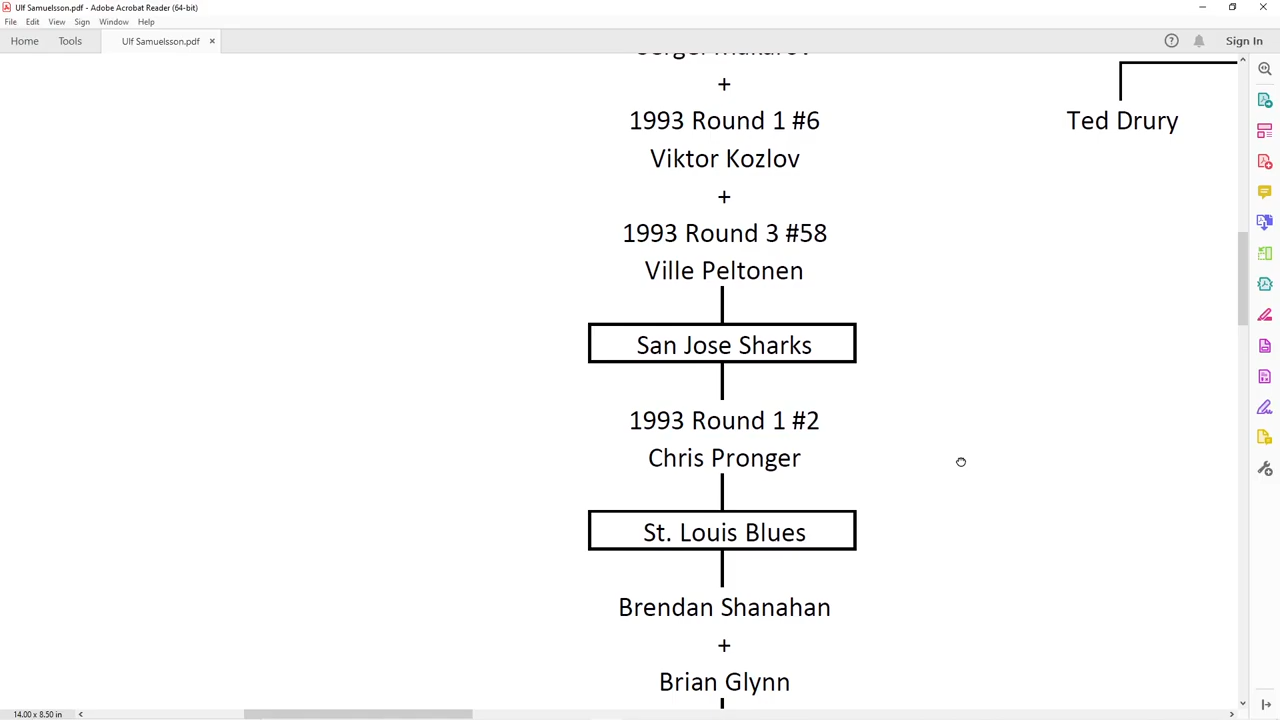 Ulf Samuelsson.pdf - Adobe Acrobat Reader (64-bit)
File Edit View Sign Window Help
Home Tools Ulf Samuelsson.pdf × Sign In
+
1993 Round 1 #6
Viktor Kozlov
Ted Drury
+
1993 Round 3 #58
Ville Peltonen
San Jose Sharks
1993 Round 1 #2
Chris Pronger
St. Louis Blues
Brendan Shanahan
+
Brian Glynn
14.00 x 8.50 in